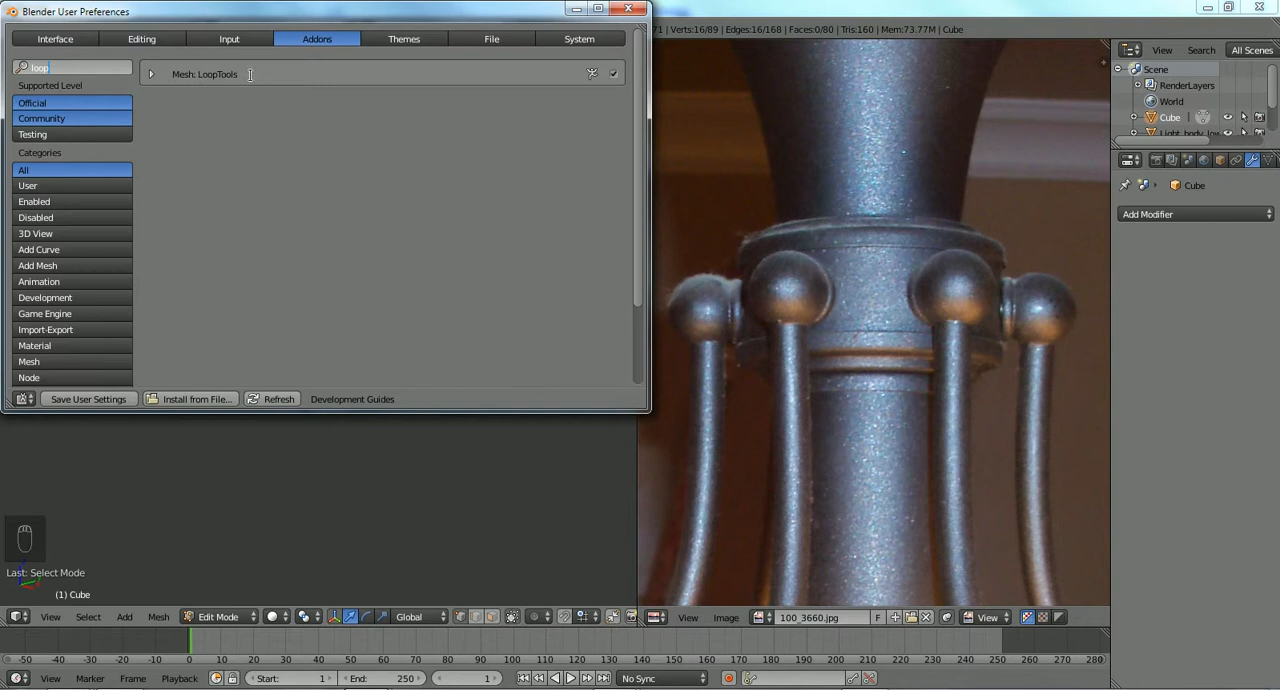 Blender User Preferences
Interface Editing Input Addons Themes File System
loop
Mesh: LoopTools
Supported Level
Official
Community
Testing
Categories
All
User
Enabled
Disabled
3D View
Add Curve
Add Mesh
Animation
Development
Game Engine
Import-Export
Material
Mesh
Node
Save User Settings Install from File... Refresh Development Guides
71 | Verts:16/89 | Edges:16/168 | Faces:0/80 | Tris:160 | Mem:73.77M | Cube
View Search All Scenes
Scene
RenderLayers
World
Cube
Light_body_low
Cube
Add Modifier
Last: Select Mode
(1) Cube
View Select Add Mesh Edit Mode Global
View Image 100_3660.jpg F View
-50 -40 -30 -20 -10 0 10 20 30 40 50 60 70 80 90 100 110 120 130 140 150 160 170 180 190 200 210 220 230 240 250 260 270 280
View Marker Frame Playback Start: 1 End: 250 1 No Sync